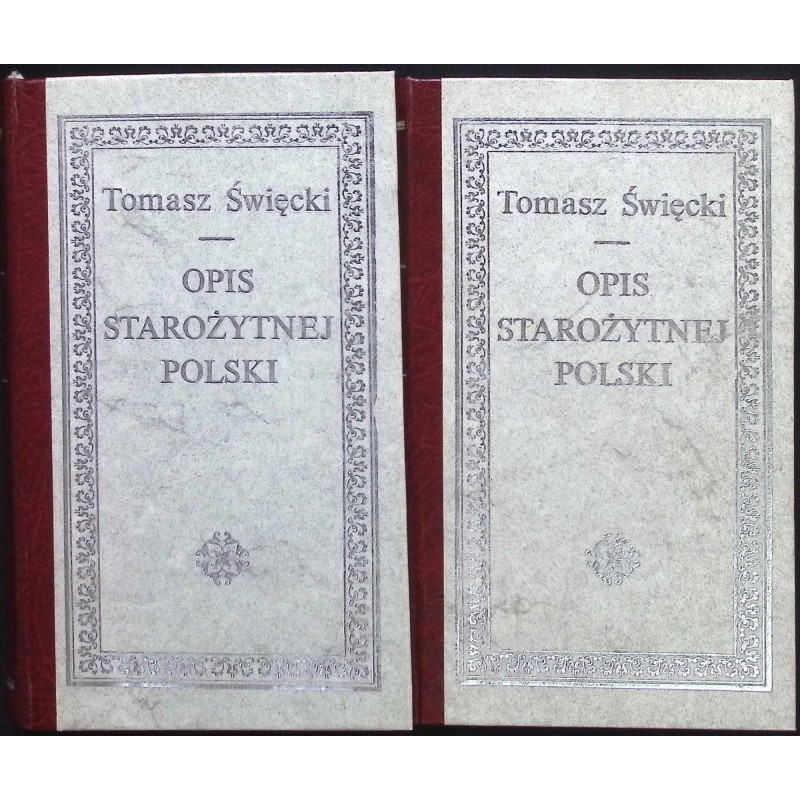 Tomasz Święcki
OPIS
STAROŻYTNEJ
POLSKI
Tomasz Święcki
OPIS
STAROŻYTNEJ
POLSKI